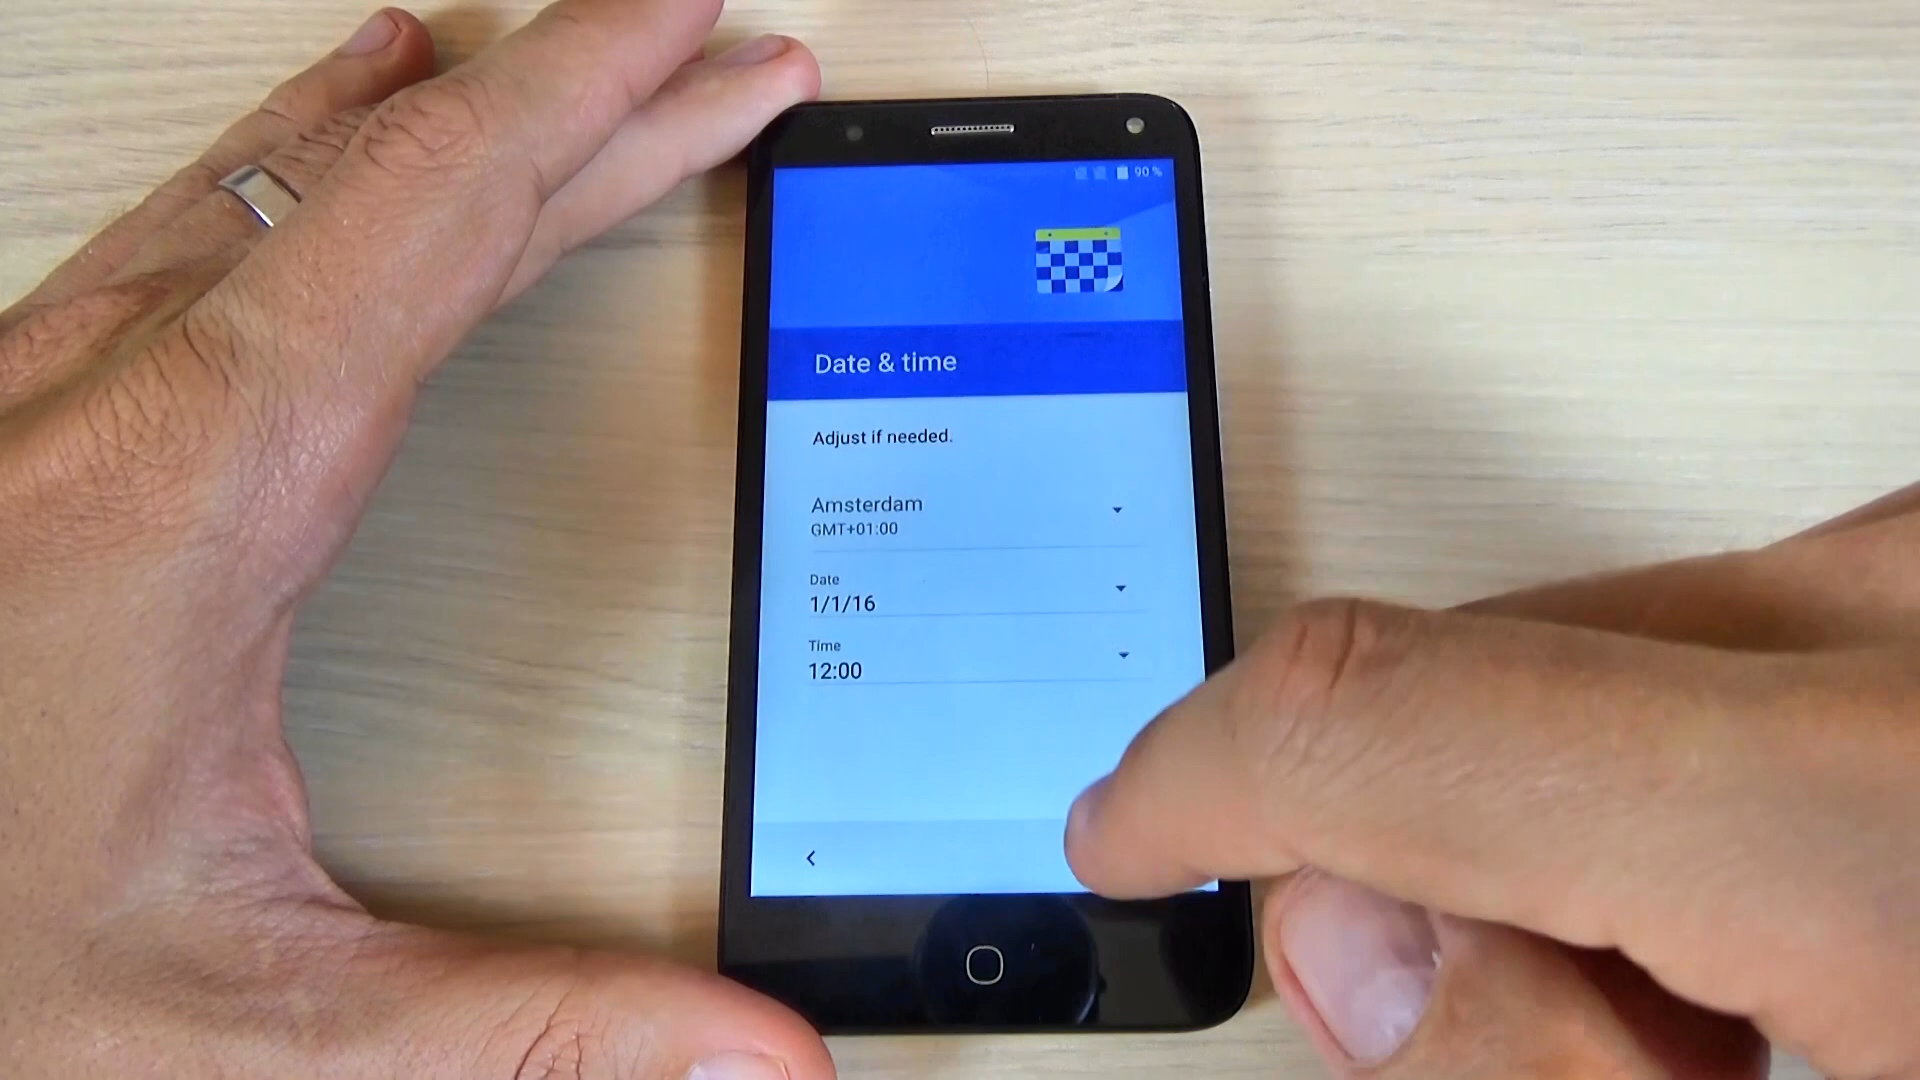 90 %
Date & time
Adjust if needed.
Amsterdam
GMT+01:00
Date
1/1/16
Time
12:00